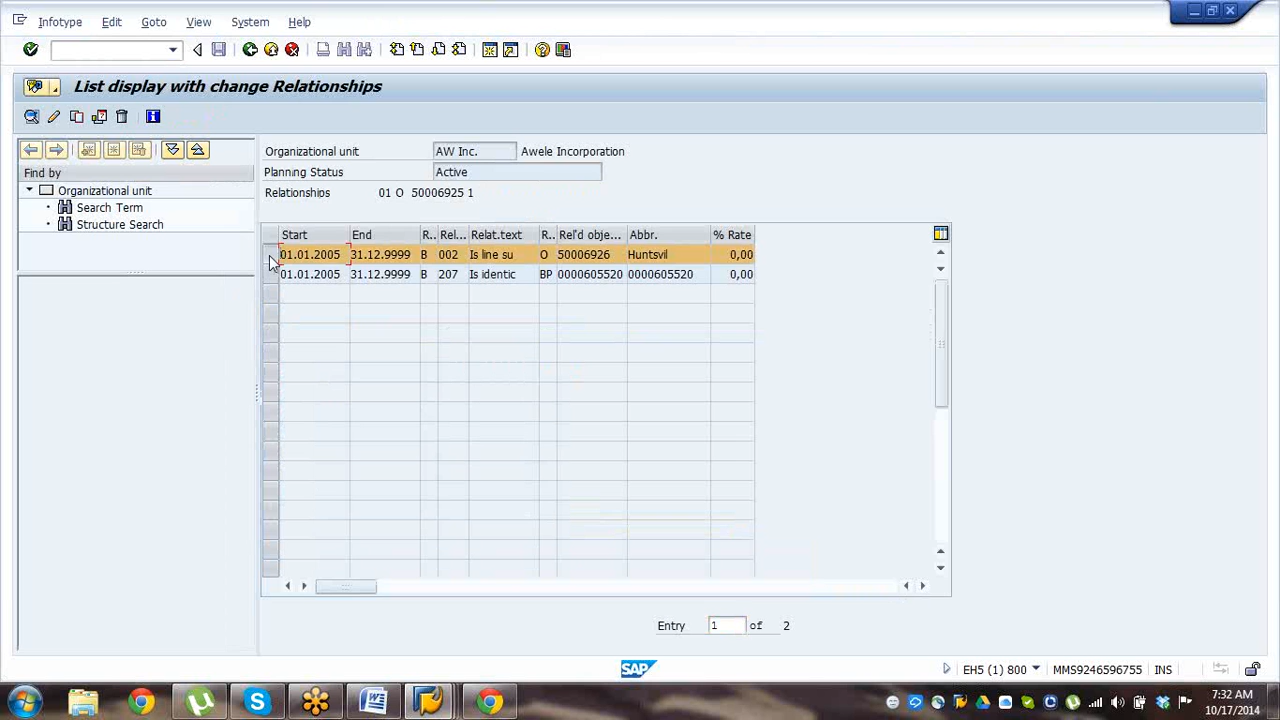 Infotype Edit Goto View System Help
List display with change Relationships
Organizational unit AW Inc. Awele Incorporation
Planning Status Active
Relationships 01 O 50006925 1
Find by
Organizational unit
Search Term
Structure Search
Start End R.. Rel... Relat.text R.. Rel'd obje... Abbr. % Rate
01.01.2005 31.12.9999 B 002 Is line su O 50006926 Huntsvil 0,00
01.01.2005 31.12.9999 B 207 Is identic BP 0000605520 0000605520 0,00
Entry 1 of 2
SAP
EH5 (1) 800 MMS9246596755 INS
7:32 AM
10/17/2014